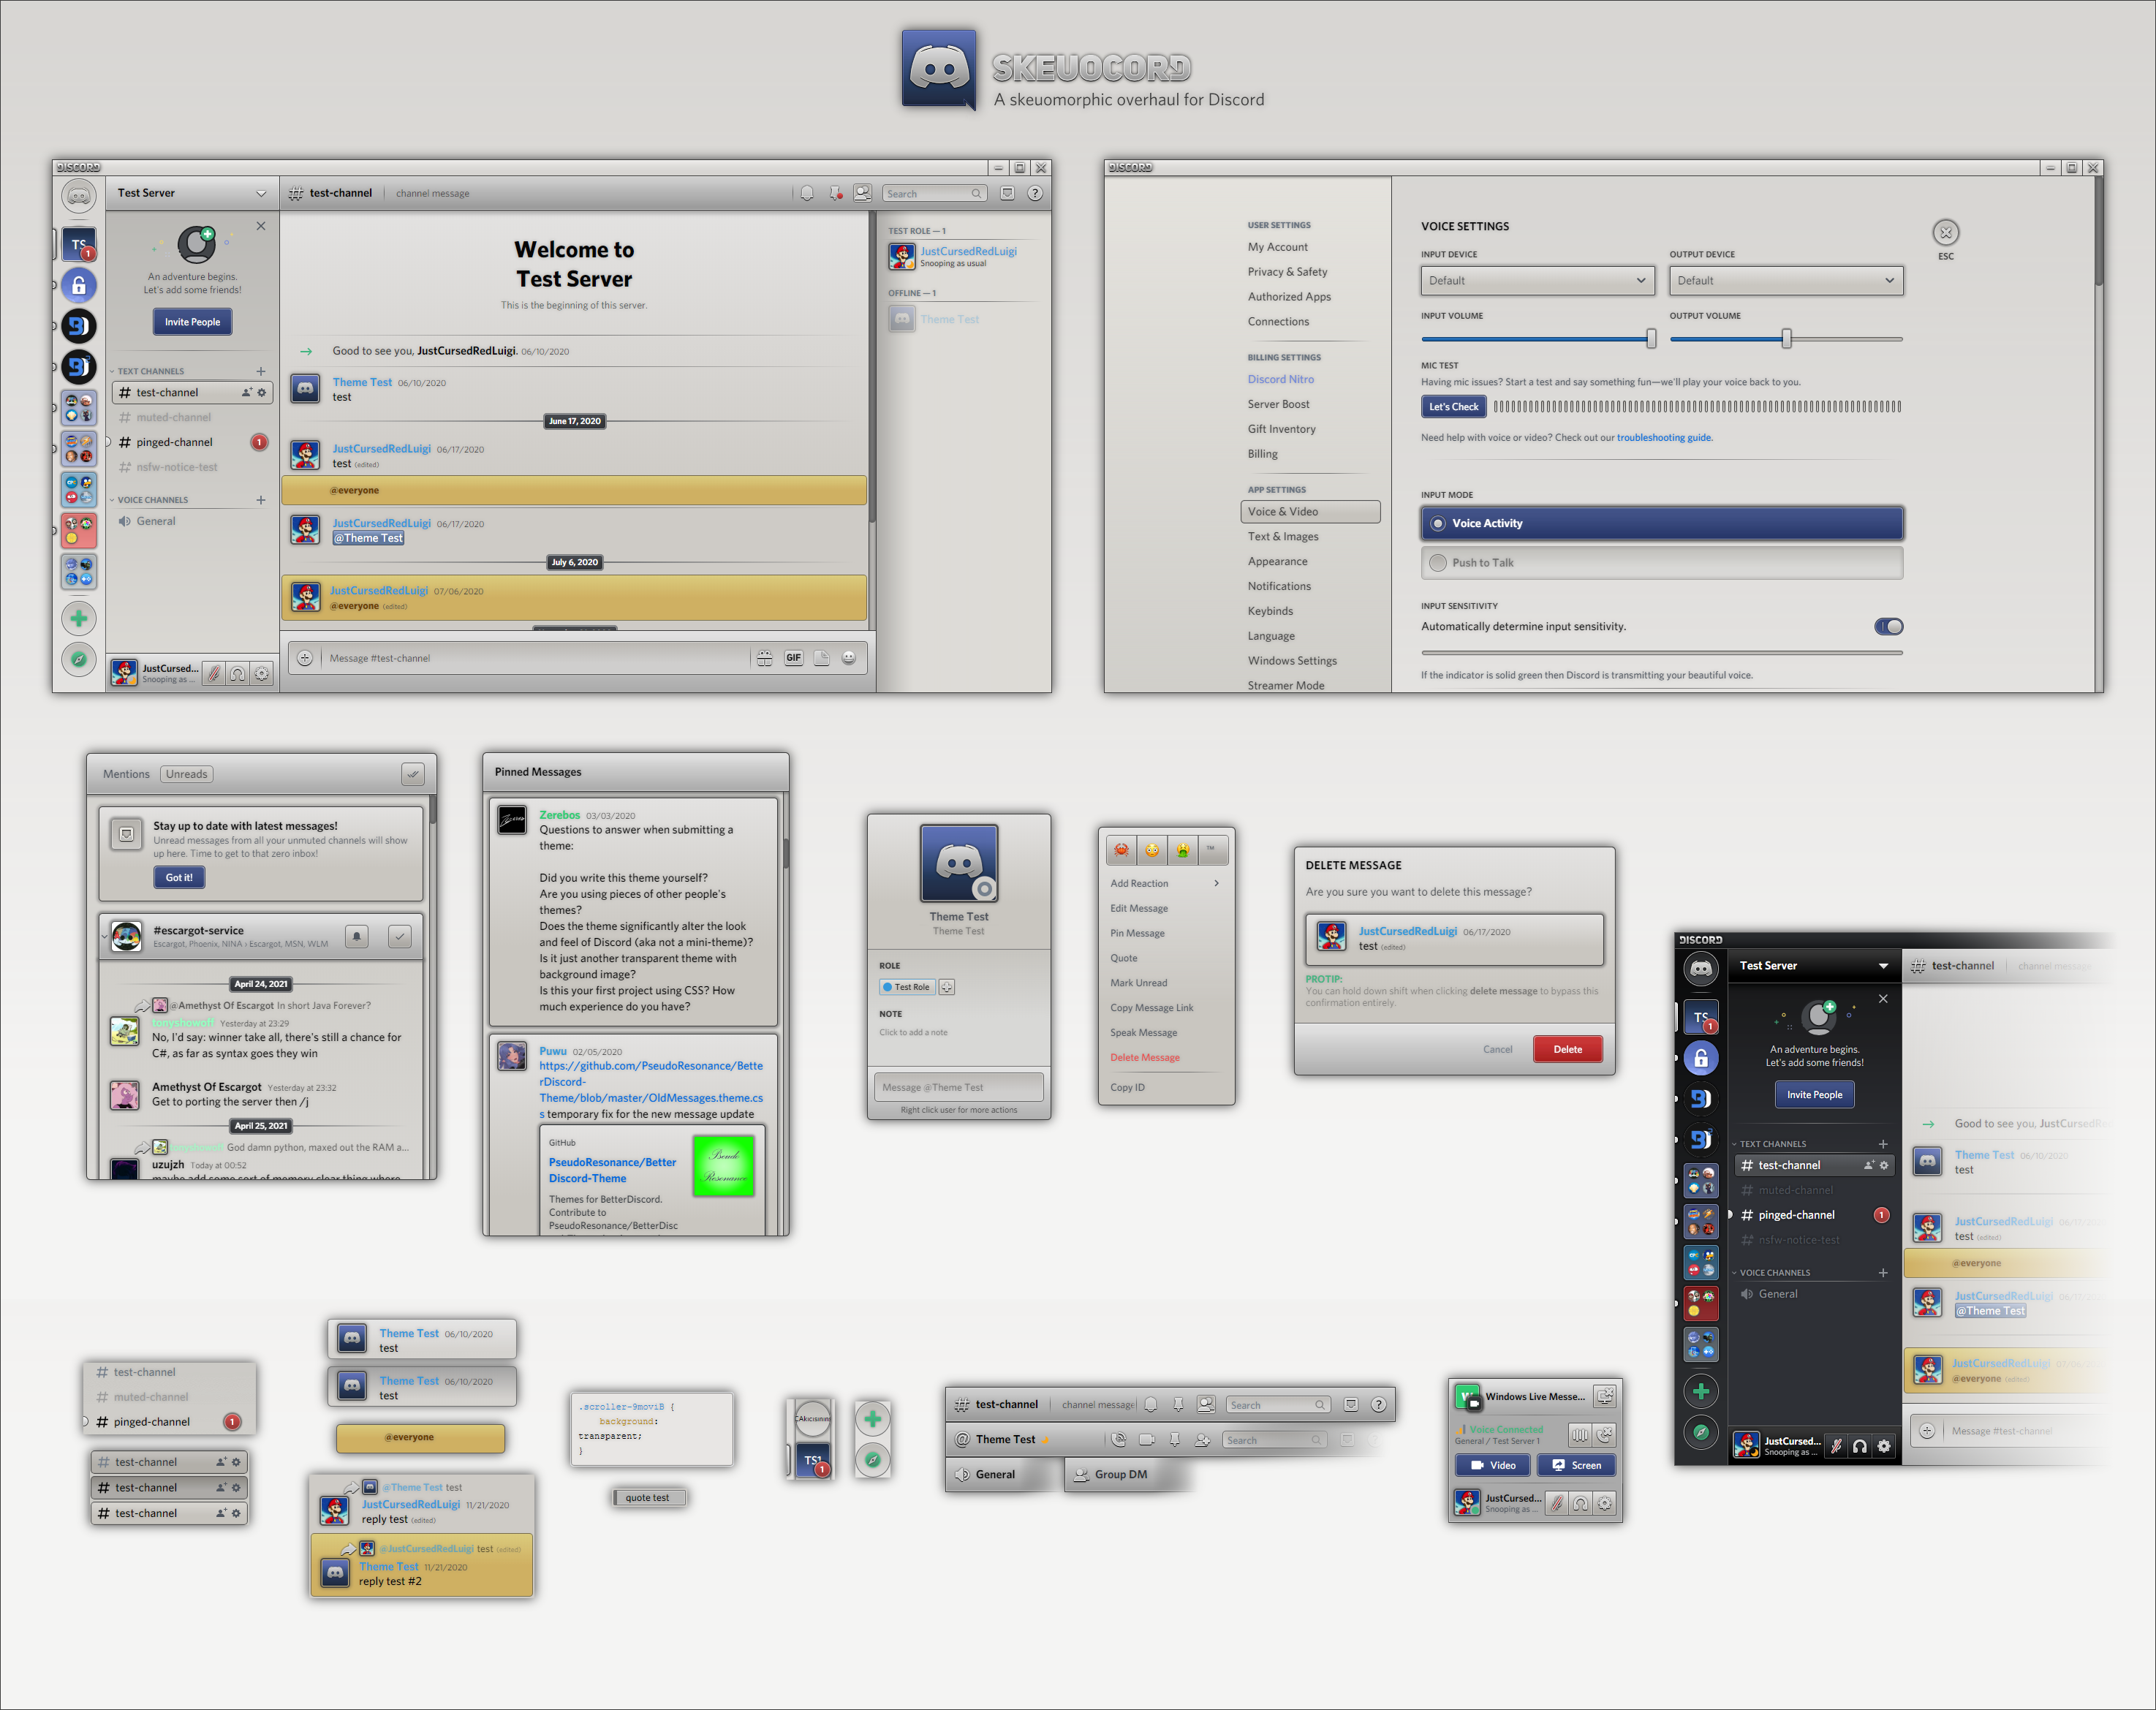 SKEUOCORD
A skeuomorphic overhaul for Discord
DISCORD
Test Server
# test-channel
channel message
Search
TS
1
An adventure begins.
Let's add some friends!
Invite People
TEXT CHANNELS
# test-channel
# muted-channel
# pinged-channel
1
# nsfw-notice-test
VOICE CHANNELS
General
JustCursed...
Snooping as ...
Welcome to
Test Server
This is the beginning of this server.
Good to see you, JustCursedRedLuigi. 06/10/2020
Theme Test 06/10/2020
test
June 17, 2020
JustCursedRedLuigi 06/17/2020
test (edited)
@everyone
JustCursedRedLuigi 06/17/2020
@Theme Test
July 6, 2020
JustCursedRedLuigi 07/06/2020
@everyone (edited)
Message #test-channel
GIF
TEST ROLE — 1
JustCursedRedLuigi
Snooping as usual
OFFLINE — 1
Theme Test
DISCORD
USER SETTINGS
My Account
Privacy & Safety
Authorized Apps
Connections
BILLING SETTINGS
Discord Nitro
Server Boost
Gift Inventory
Billing
APP SETTINGS
Voice & Video
Text & Images
Appearance
Notifications
Keybinds
Language
Windows Settings
Streamer Mode
VOICE SETTINGS
ESC
INPUT DEVICE
OUTPUT DEVICE
Default
Default
INPUT VOLUME
OUTPUT VOLUME
MIC TEST
Having mic issues? Start a test and say something fun—we'll play your voice back to you.
Let's Check
Need help with voice or video? Check out our troubleshooting guide.
INPUT MODE
Voice Activity
Push to Talk
INPUT SENSITIVITY
Automatically determine input sensitivity.
If the indicator is solid green then Discord is transmitting your beautiful voice.
Mentions
Unreads
Stay up to date with latest messages!
Unread messages from all your unmuted channels will show
up here. Time to get to that zero inbox!
Got it!
#escargot-service
Escargot, Phoenix, NINA › Escargot, MSN, WLM
April 24, 2021
@Amethyst Of Escargot In short Java Forever?
tonyshowoff Yesterday at 23:29
No, I'd say: winner take all, there's still a chance for
C#, as far as syntax goes they win
Amethyst Of Escargot Yesterday at 23:32
Get to porting the server then /j
April 25, 2021
God damn python, maxed out the RAM a...
uzujzh Today at 00:52
maybe add some sort of memory clear thing where
Pinned Messages
Zerebos 03/03/2020
Questions to answer when submitting a
theme:
Did you write this theme yourself?
Are you using pieces of other people's
themes?
Does the theme significantly alter the look
and feel of Discord (aka not a mini-theme)?
Is it just another transparent theme with
background image?
Is this your first project using CSS? How
much experience do you have?
Puwu 02/05/2020
https://github.com/PseudoResonance/Bette
rDiscord-
Theme/blob/master/OldMessages.theme.cs
s temporary fix for the new message update
GitHub
PseudoResonance/Better
Discord-Theme
Themes for BetterDiscord.
Contribute to
PseudoResonance/BetterDisc
Theme Test
Theme Test
ROLE
Test Role
NOTE
Click to add a note
Message @Theme Test
Right click user for more actions
TM
Add Reaction
Edit Message
Pin Message
Quote
Mark Unread
Copy Message Link
Speak Message
Delete Message
Copy ID
DELETE MESSAGE
Are you sure you want to delete this message?
JustCursedRedLuigi 06/17/2020
test (edited)
PROTIP:
You can hold down shift when clicking delete message to bypass this
confirmation entirely.
Cancel
Delete
DISCORD
Test Server
# test-channel
channel message
TS
1
An adventure begins.
Let's add some friends!
Invite People
TEXT CHANNELS
# test-channel
# muted-channel
# pinged-channel
1
# nsfw-notice-test
VOICE CHANNELS
General
JustCursed...
Snooping as ...
Good to see you, JustCursedRed
Theme Test 06/10/2020
test
JustCursedRedLuigi 06/17
test (edited)
@everyone
JustCursedRedLuigi 06/17
@Theme Test
JustCursedRedLuigi 07/06
@everyone (edited)
Message #test-channel
# test-channel
# muted-channel
# pinged-channel
1
# test-channel
# test-channel
# test-channel
Theme Test 06/10/2020
test
Theme Test 06/10/2020
test
@everyone
@Theme Test test
JustCursedRedLuigi 11/21/2020
reply test (edited)
@JustCursedRedLuigi test (edited)
Theme Test 11/21/2020
reply test #2
.scroller-9moviB {
background:
transparent;
}
quote test
TS1
1
# test-channel
channel message
Search
@ Theme Test
Search
General
Group DM
Windows Live Messe...
Voice Connected
General / Test Server 1
Video
Screen
JustCursed...
Snooping as ...